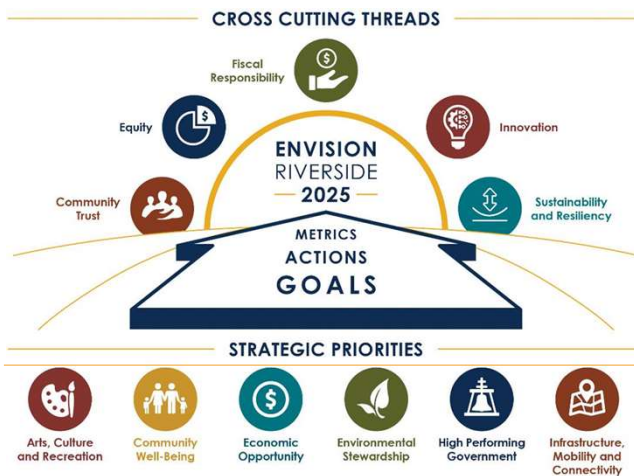 CROSS CUTTING THREADS
Fiscal
Responsibility
$
$
Equity
Innovation
Community
Trust
Sustainability
and Resiliency
ENVISION
RIVERSIDE
2025
METRICS
ACTIONS
GOALS
STRATEGIC PRIORITIES
$
Arts, Culture
and Recreation
Community
Well-Being
Economic
Opportunity
Environmental
Stewardship
High Performing
Government
Infrastructure,
Mobility and
Connectivity